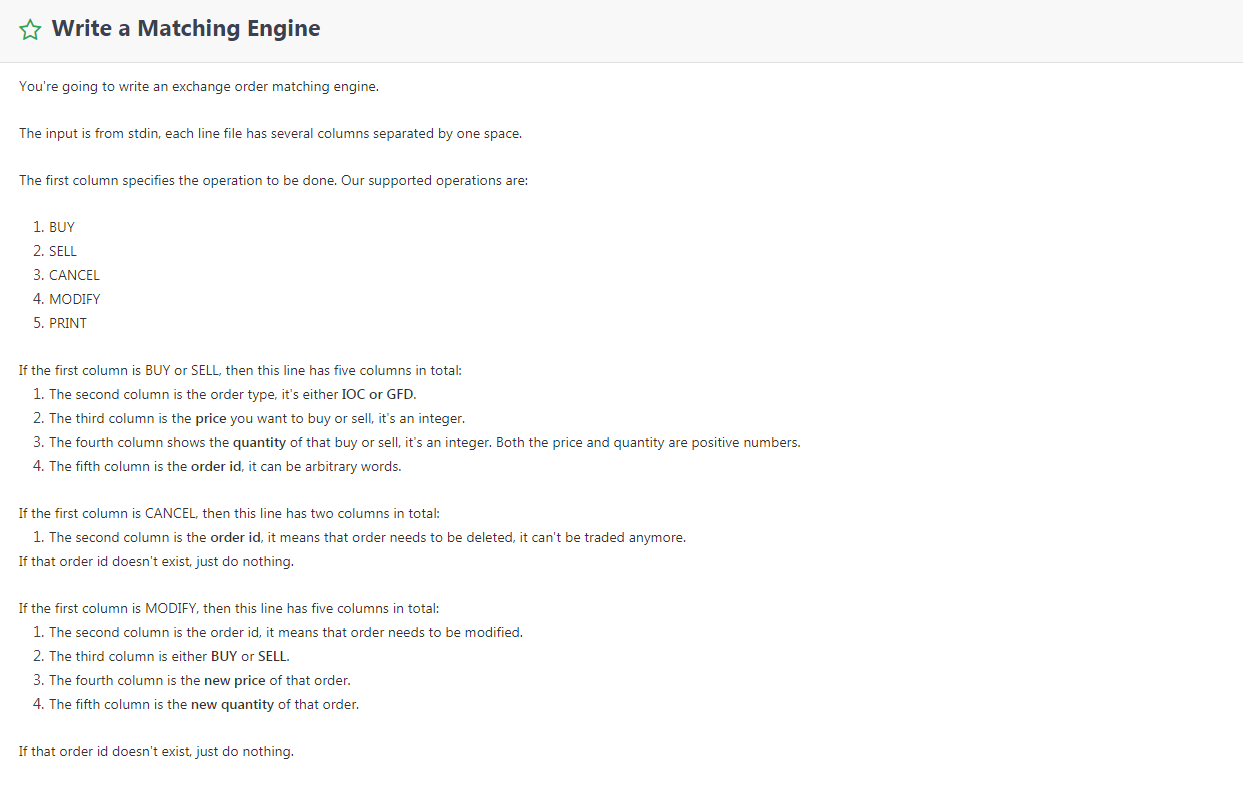 Write a Matching Engine
You're going to write an exchange order matching engine.
The input is from stdin, each line file has several columns separated by one space.
The first column specifies the operation to be done. Our supported operations are:
1. BUY
2. SELL
3. CANCEL
4. MODIFY
5. PRINT
If the first column is BUY or SELL, then this line has five columns in total:
1. The second column is the order type, it's either IOC or GFD.
2. The third column is the price you want to buy or sell, it's an integer.
3. The fourth column shows the quantity of that buy or sell, it's an integer. Both the price and quantity are positive numbers.
4. The fifth column is the order id, it can be arbitrary words.
If the first column is CANCEL, then this line has two columns in total:
1. The second column is the order id, it means that order needs to be deleted, it can't be traded anymore.
If that order id doesn't exist, just do nothing.
If the first column is MODIFY, then this line has five columns in total:
1. The second column is the order id, it means that order needs to be modified.
2. The third column is either BUY or SELL.
3. The fourth column is the new price of that order.
4. The fifth column is the new quantity of that order.
If that order id doesn't exist, just do nothing.